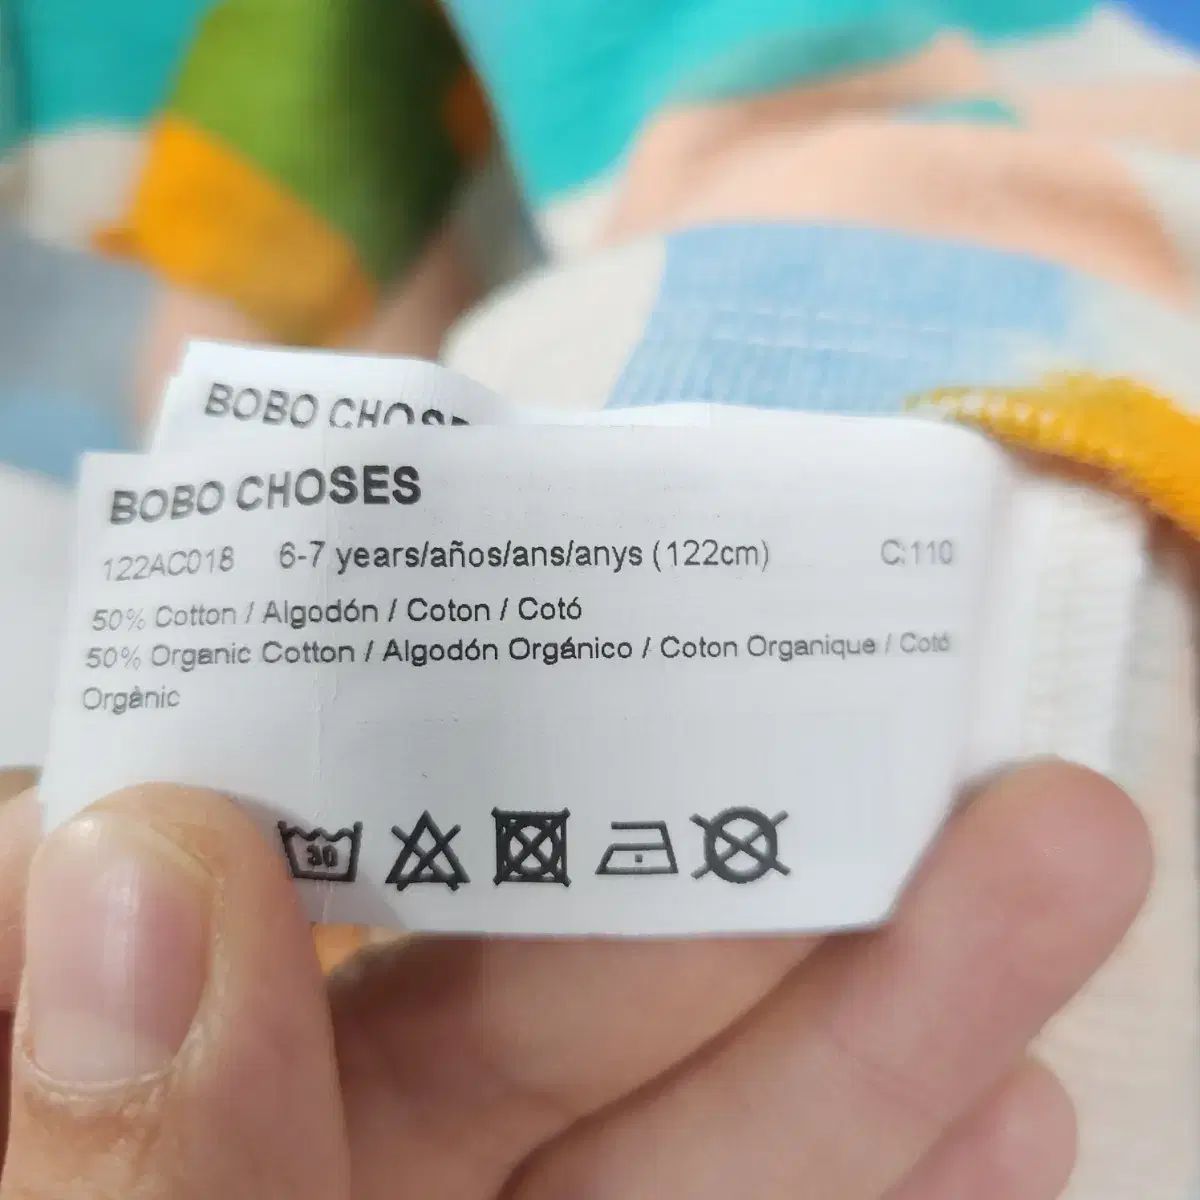 BOBO CHOSES
BOBO CHOSES
122AC018 6-7 years/años/ans/anys (122cm) C:110
50% Cotton / Algodón / Coton / Cotó
50% Organic Cotton / Algodón Orgánico / Coton Organique / Cotó
Orgànic
30